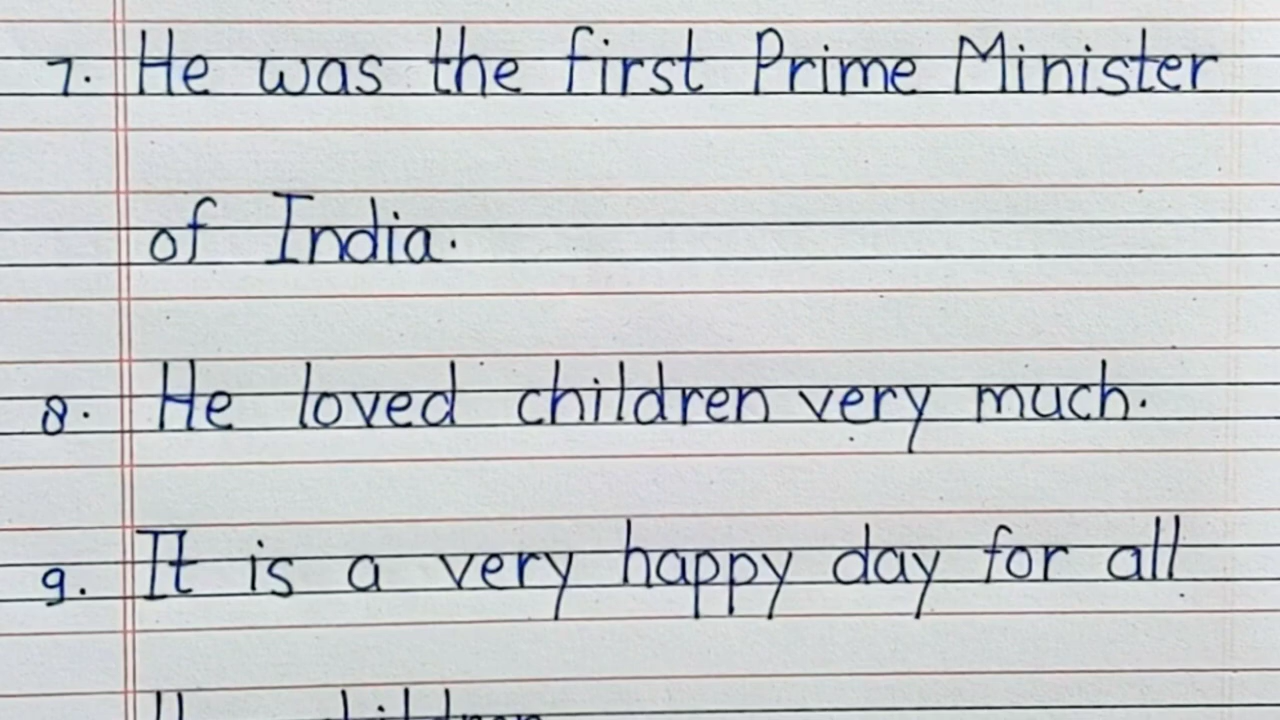 7. He was the first Prime Minister
of India.
8. He loved children very much.
9. It is a very happy day for all
children